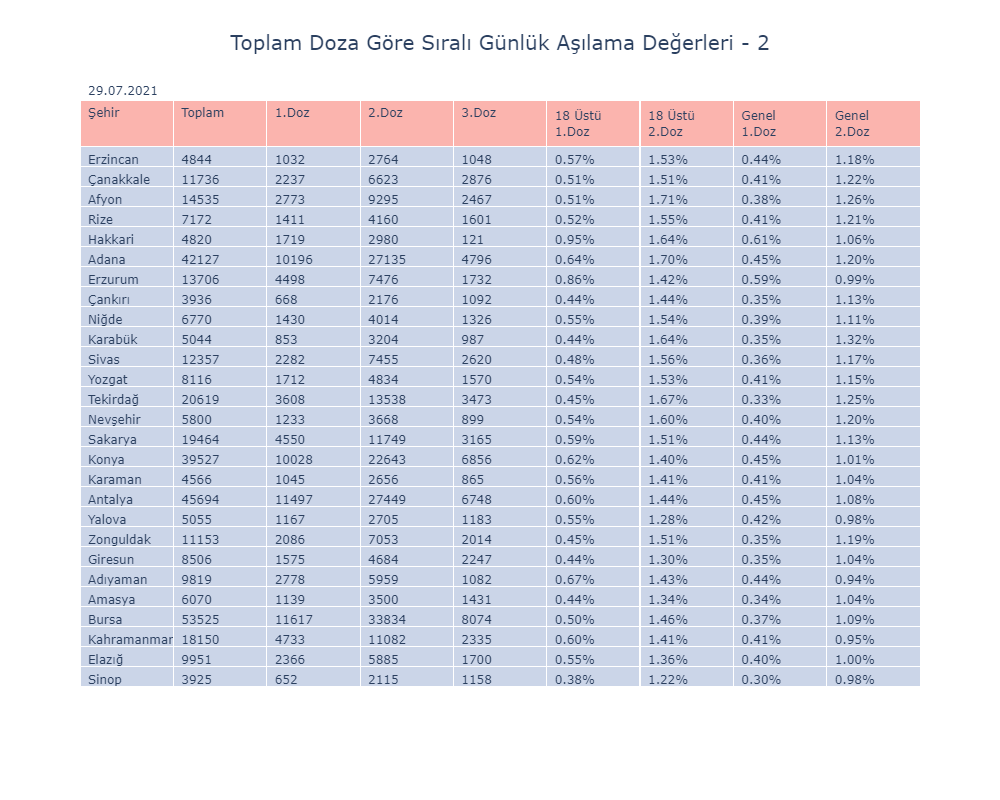 Toplam Doza Göre Sıralı Günlük Aşılama Değerleri - 2
29.07.2021
Şehir Toplam 1.Doz 2.Doz 3.Doz 18 Üstü 1.Doz 18 Üstü 2.Doz Genel 1.Doz Genel 2.Doz
Erzincan 4844 1032 2764 1048 0.57% 1.53% 0.44% 1.18%
Çanakkale 11736 2237 6623 2876 0.51% 1.51% 0.41% 1.22%
Afyon 14535 2773 9295 2467 0.51% 1.71% 0.38% 1.26%
Rize 7172 1411 4160 1601 0.52% 1.55% 0.41% 1.21%
Hakkari 4820 1719 2980 121 0.95% 1.64% 0.61% 1.06%
Adana 42127 10196 27135 4796 0.64% 1.70% 0.45% 1.20%
Erzurum 13706 4498 7476 1732 0.86% 1.42% 0.59% 0.99%
Çankırı 3936 668 2176 1092 0.44% 1.44% 0.35% 1.13%
Niğde 6770 1430 4014 1326 0.55% 1.54% 0.39% 1.11%
Karabük 5044 853 3204 987 0.44% 1.64% 0.35% 1.32%
Sivas 12357 2282 7455 2620 0.48% 1.56% 0.36% 1.17%
Yozgat 8116 1712 4834 1570 0.54% 1.53% 0.41% 1.15%
Tekirdağ 20619 3608 13538 3473 0.45% 1.67% 0.33% 1.25%
Nevşehir 5800 1233 3668 899 0.54% 1.60% 0.40% 1.20%
Sakarya 19464 4550 11749 3165 0.59% 1.51% 0.44% 1.13%
Konya 39527 10028 22643 6856 0.62% 1.40% 0.45% 1.01%
Karaman 4566 1045 2656 865 0.56% 1.41% 0.41% 1.04%
Antalya 45694 11497 27449 6748 0.60% 1.44% 0.45% 1.08%
Yalova 5055 1167 2705 1183 0.55% 1.28% 0.42% 0.98%
Zonguldak 11153 2086 7053 2014 0.45% 1.51% 0.35% 1.19%
Giresun 8506 1575 4684 2247 0.44% 1.30% 0.35% 1.04%
Adıyaman 9819 2778 5959 1082 0.67% 1.43% 0.44% 0.94%
Amasya 6070 1139 3500 1431 0.44% 1.34% 0.34% 1.04%
Bursa 53525 11617 33834 8074 0.50% 1.46% 0.37% 1.09%
Kahramanmar 18150 4733 11082 2335 0.60% 1.41% 0.41% 0.95%
Elazığ 9951 2366 5885 1700 0.55% 1.36% 0.40% 1.00%
Sinop 3925 652 2115 1158 0.38% 1.22% 0.30% 0.98%